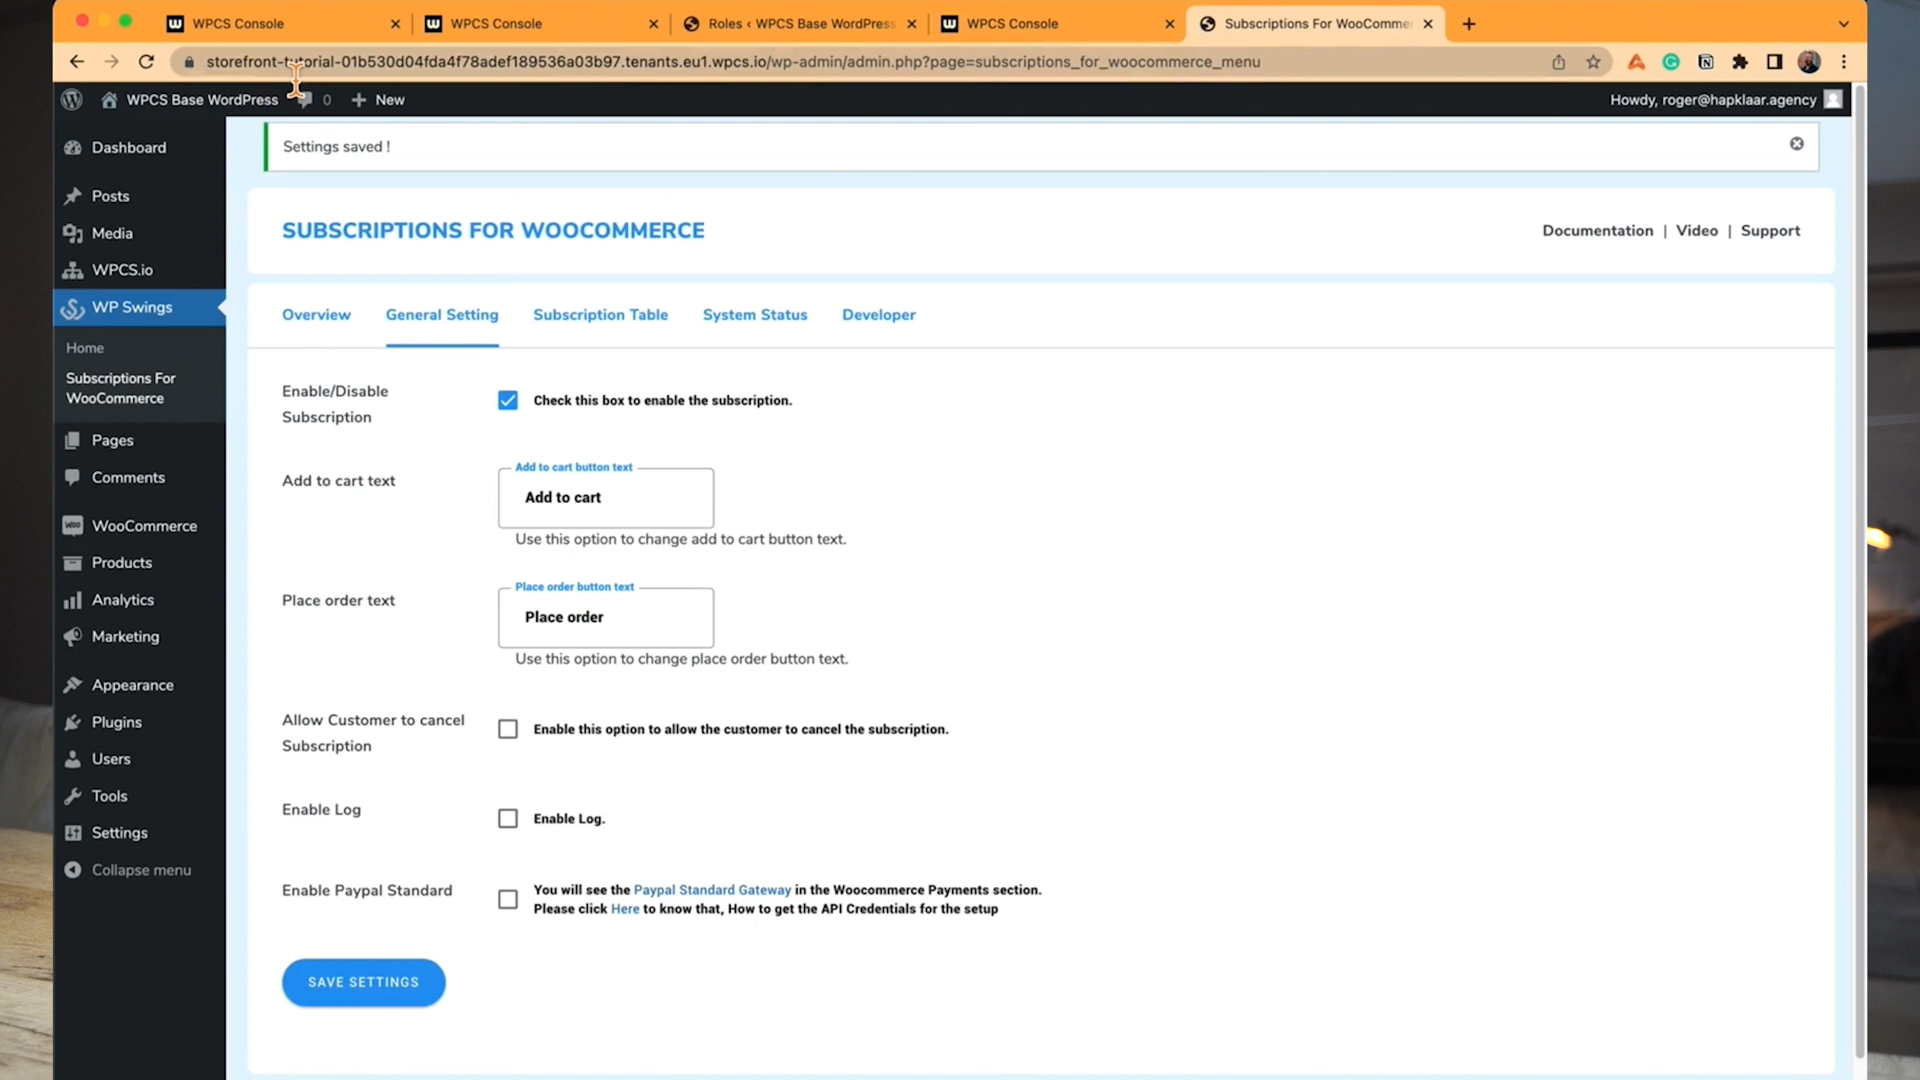 WPCS Console
WPCS Console
Roles ‹ WPCS Base WordPress
WPCS Console
Subscriptions For WooComme
storefront-tutorial-01b530d04fda4f78adef189536a03b97.tenants.eu1.wpcs.io/wp-admin/admin.php?page=subscriptions_for_woocommerce_menu
WPCS Base WordPress
0
New
Howdy, roger@hapklaar.agency
Dashboard
Posts
Media
WPCS.io
WP Swings
Home
Subscriptions For
WooCommerce
Pages
Comments
WooCommerce
Products
Analytics
Marketing
Appearance
Plugins
Users
Tools
Settings
Collapse menu
Settings saved !
SUBSCRIPTIONS FOR WOOCOMMERCE
Documentation | Video | Support
Overview
General Setting
Subscription Table
System Status
Developer
Enable/Disable
Subscription
Check this box to enable the subscription.
Add to cart text
Add to cart button text
Add to cart
Use this option to change add to cart button text.
Place order text
Place order button text
Place order
Use this option to change place order button text.
Allow Customer to cancel
Subscription
Enable this option to allow the customer to cancel the subscription.
Enable Log
Enable Log.
Enable Paypal Standard
You will see the Paypal Standard Gateway in the Woocommerce Payments section.
Please click Here to know that, How to get the API Credentials for the setup
SAVE SETTINGS